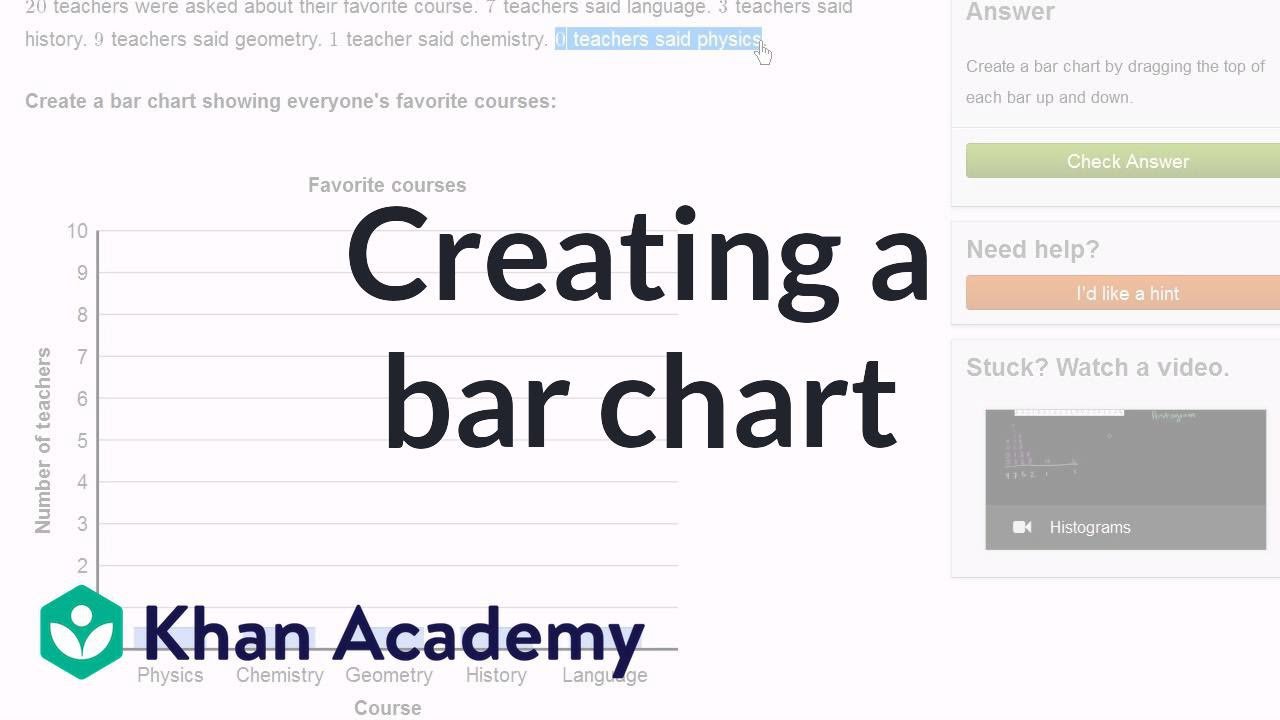 20 teachers were asked about their favorite course. 7 teachers said language. 3 teachers said
history. 9 teachers said geometry. 1 teacher said chemistry. 0 teachers said physics.
Create a bar chart showing everyone's favorite courses:
Favorite courses
Creating a
bar chart
10
9
8
7
6
5
4
3
2
Number of teachers
Khan Academy
Physics Chemistry Geometry History Language
Course
Answer
Create a bar chart by dragging the top of
each bar up and down.
Check Answer
Need help?
I'd like a hint
Stuck? Watch a video.
Histogram
Histograms